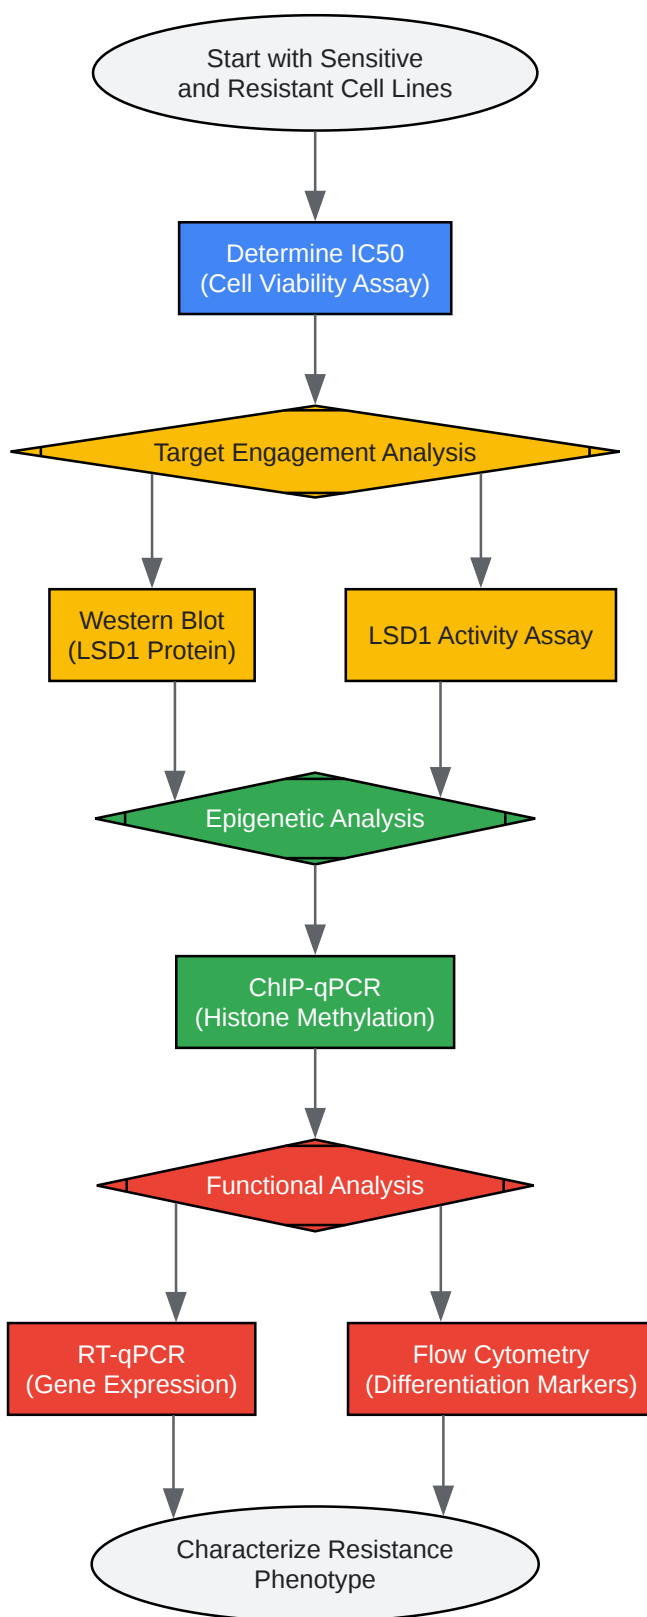 Start with Sensitive
and Resistant Cell Lines
Determine IC50
(Cell Viability Assay)
Target Engagement Analysis
Western Blot
(LSD1 Protein)
LSD1 Activity Assay
Epigenetic Analysis
ChIP-qPCR
(Histone Methylation)
Functional Analysis
RT-qPCR
(Gene Expression)
Flow Cytometry
(Differentiation Markers)
Characterize Resistance
Phenotype